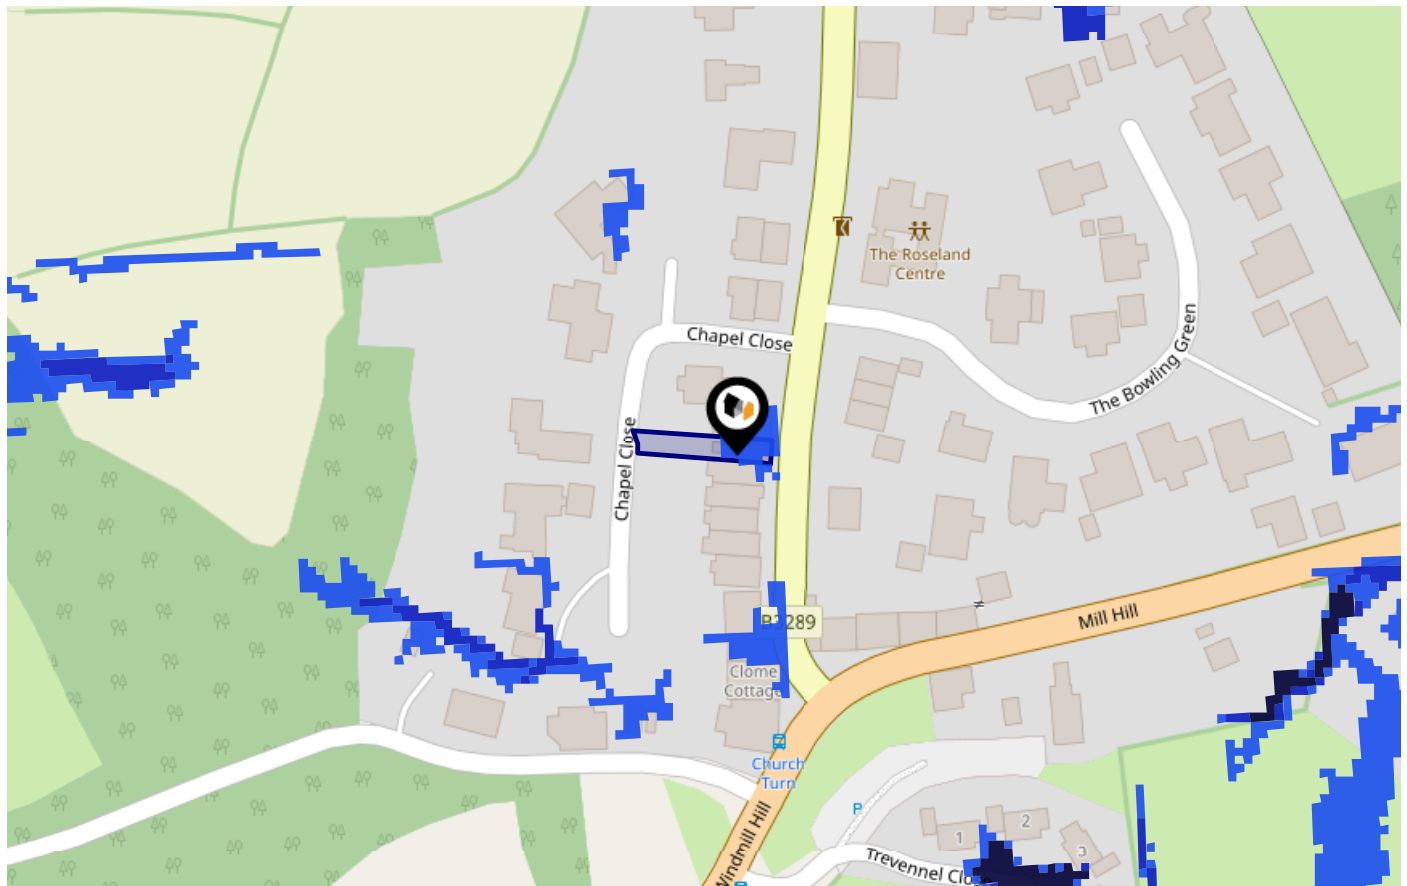 The Roseland
Centre
Chapel Close
The Bowling Green
Chapel Close
B3289
Mill Hill
Clome
Cottage
Church
Turn
P
Windmill Hill
1
2
3
Trevennel Close